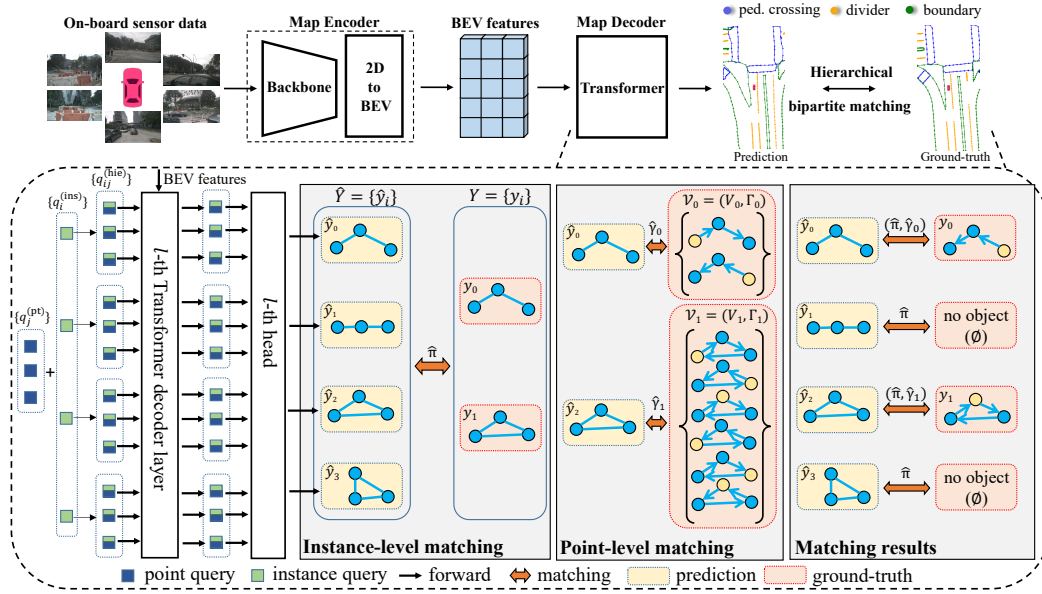 On-board sensor data
Map Encoder
Backbone
2D
to
BEV
BEV features
Map Decoder
Transformer
ped. crossing
divider
boundary
Hierarchical
bipartite matching
Prediction
Ground-truth
{q_j^(pt)}
+
{q_i^(ins)}
{q_ij^(hie)}
BEV features
l-th Transformer decoder layer
l-th head
Ŷ = {ŷ_i}
Y = {y_i}
ŷ_0
ŷ_1
ŷ_2
ŷ_3
π̂
y_0
y_1
Instance-level matching
ŷ_0
γ̂_0
𝒱_0 = (V_0, Γ_0)
ŷ_2
γ̂_1
𝒱_1 = (V_1, Γ_1)
Point-level matching
ŷ_0
(π̂, γ̂_0)
y_0
ŷ_1
π̂
no object
(∅)
ŷ_2
(π̂, γ̂_1)
y_1
ŷ_3
π̂
no object
(∅)
Matching results
point query
instance query
forward
matching
prediction
ground-truth